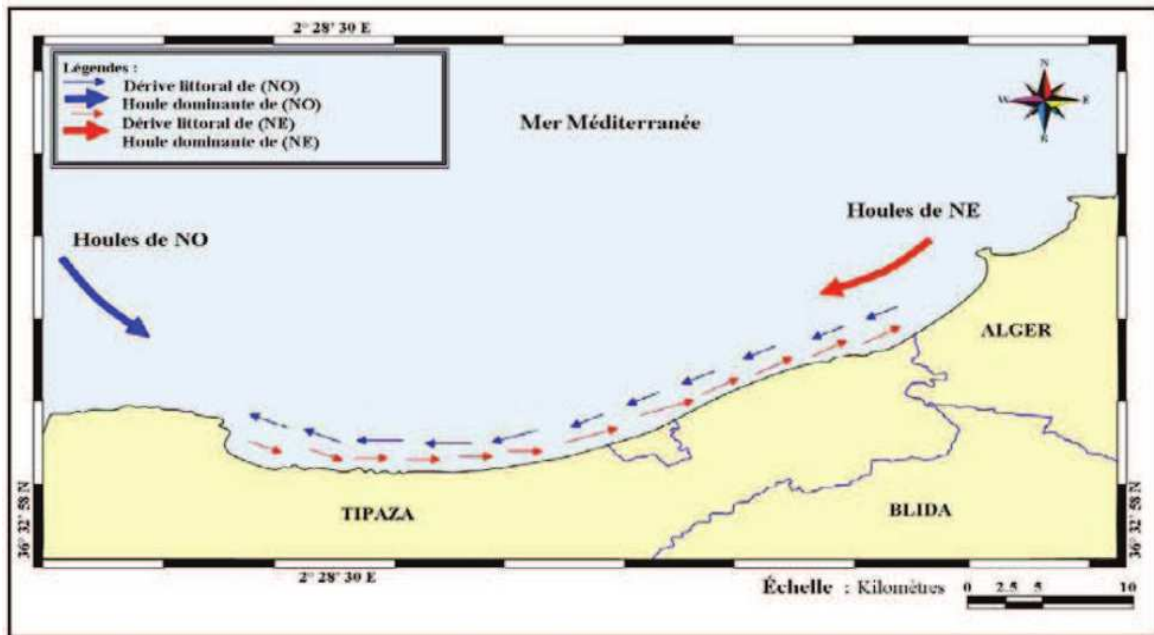 2° 28' 30 E
Légendes :
Dérive littoral de (NO)
Houle dominante de (NO)
Dérive littoral de (NE)
Houle dominante de (NE)
N
W
E
Mer Méditerranée
Houles de NE
Houles de NO
ALGER
TIPAZA
BLIDA
36° 32' 58 N
36° 32' 58 N
2° 28' 30 E
Échelle : Kilomètres
0 2.5 5 10